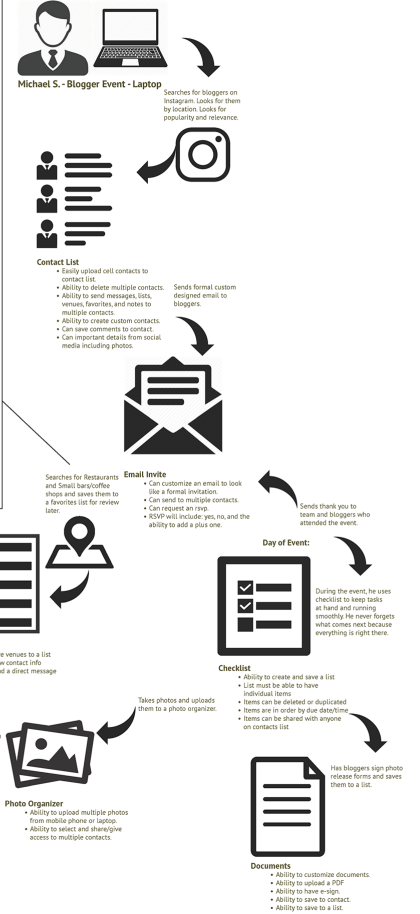 Michael S. - Blogger Event - Laptop
Searches for bloggers on
Instagram. Looks for them
by location. Looks for
popularity and relevance.
Contact List
• Easily upload cell contacts to
contact list.
• Ability to delete multiple contacts.
• Ability to send messages, lists,
venues, favorites, and notes to
multiple contacts.
• Ability to create custom contacts.
• Can save comments to contact.
• Can important details from social
media including photos.
Sends formal custom
designed email to
bloggers.
Email Invite
• Can customize an email to look
like a formal invitation.
• Can send to multiple contacts.
• Can request an rsvp.
• RSVP will include: yes, no, and the
ability to add a plus one.
Searches for Restaurants
and Small bars/coffee
shops and saves them to
a favorites list for review
later.
Sends thank you to
team and bloggers who
attended the event.
Day of Event:
During the event, he uses
checklist to keep tasks
at hand and running
smoothly. He never forgets
what comes next because
everything is right there.
e venues to a list
w contact info
d a direct message
Checklist
• Ability to create and save a list
• List must be able to have
individual items
• Items can be deleted or duplicated
• Items are in order by due date/time
• Items can be shared with anyone
on contacts list
Takes photos and uploads
them to a photo organizer.
Photo Organizer
• Ability to upload multiple photos
from mobile phone or laptop.
• Ability to select and share/give
access to multiple contacts.
Has bloggers sign photo
release forms and saves
them to a list.
Documents
• Ability to customize documents.
• Ability to upload a PDF
• Ability to have e-sign.
• Ability to save to contact.
• Ability to save to a list.